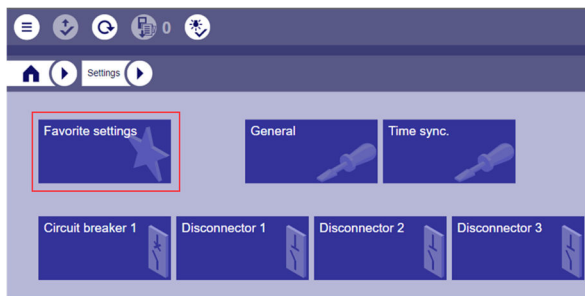 0
Settings
Favorite settings
General
Time sync.
Circuit breaker 1
Disconnector 1
Disconnector 2
Disconnector 3